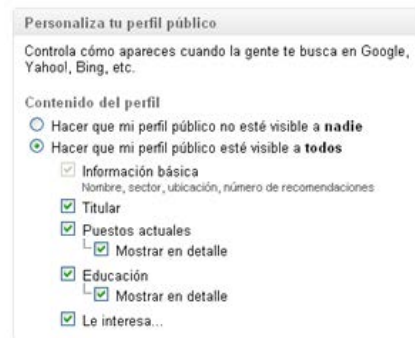 Personaliza tu perfil público
Controla cómo apareces cuando la gente te busca en Google,
Yahoo!, Bing, etc.
Contenido del perfil
Hacer que mi perfil público no esté visible a nadie
Hacer que mi perfil público esté visible a todos
Información básica
Nombre, sector, ubicación, número de recomendaciones
Titular
Puestos actuales
Mostrar en detalle
Educación
Mostrar en detalle
Le interesa...